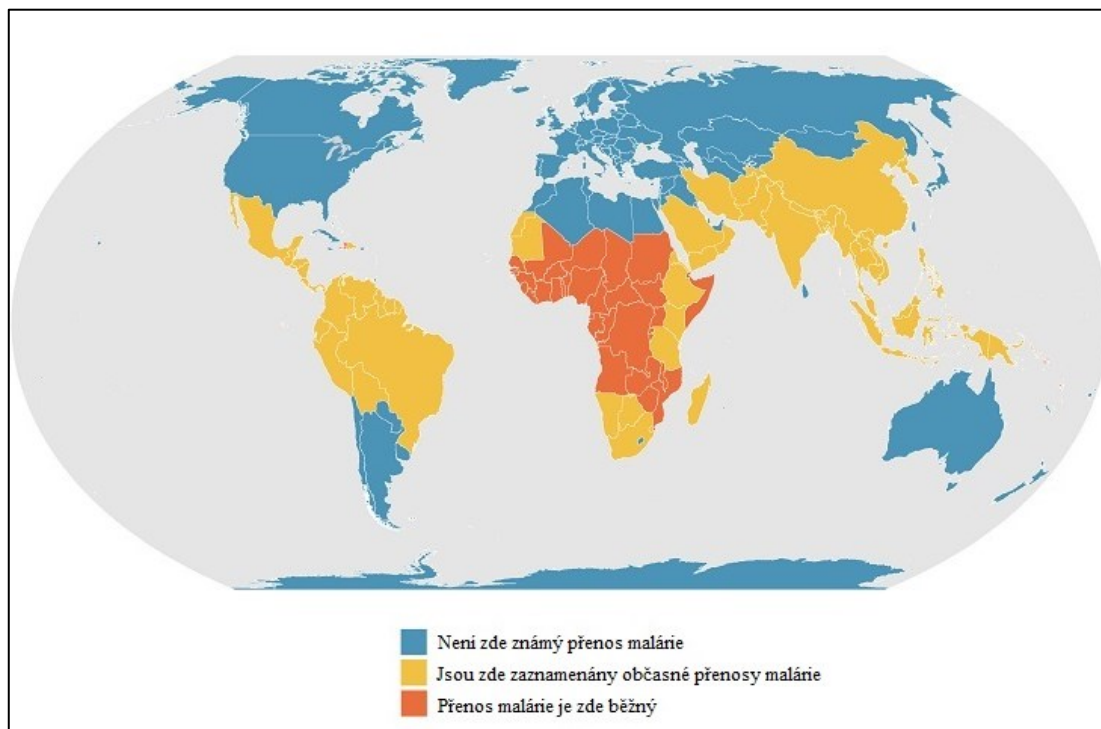 Není zde známý přenos malárie
Jsou zde zaznamenány občasné přenosy malárie
Přenos malárie je zde běžný